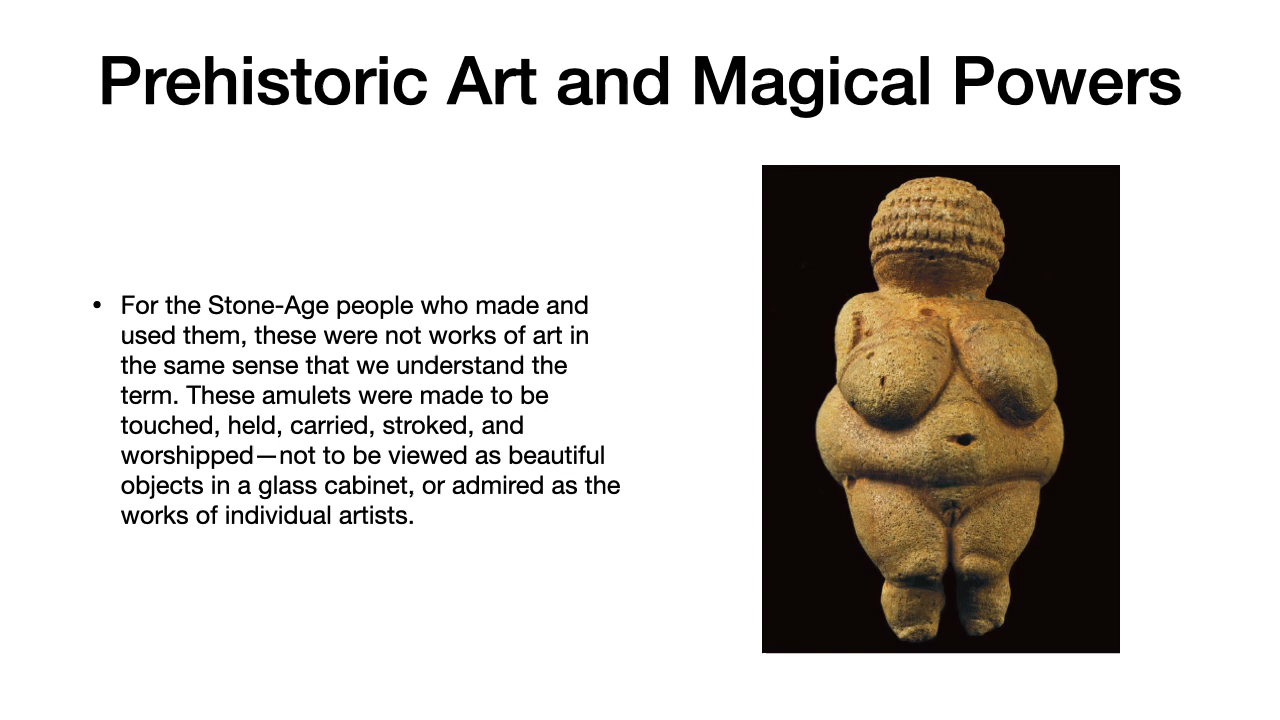 Prehistoric Art and Magical Powers
• For the Stone-Age people who made and
used them, these were not works of art in
the same sense that we understand the
term. These amulets were made to be
touched, held, carried, stroked, and
worshipped—not to be viewed as beautiful
objects in a glass cabinet, or admired as the
works of individual artists.